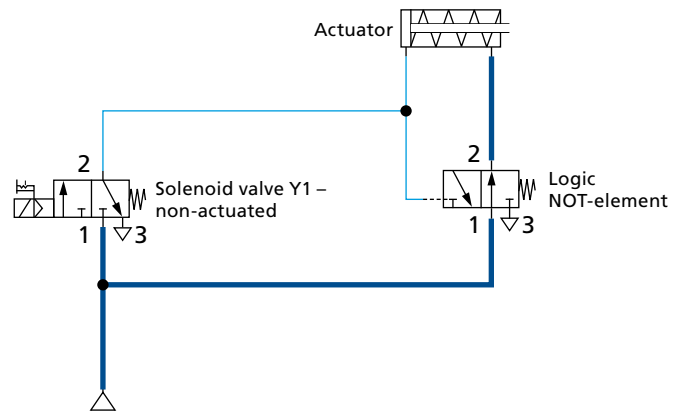 Actuator
2
Solenoid valve Y1 –
non-actuated
1
3
2
Logic
NOT-element
1
3